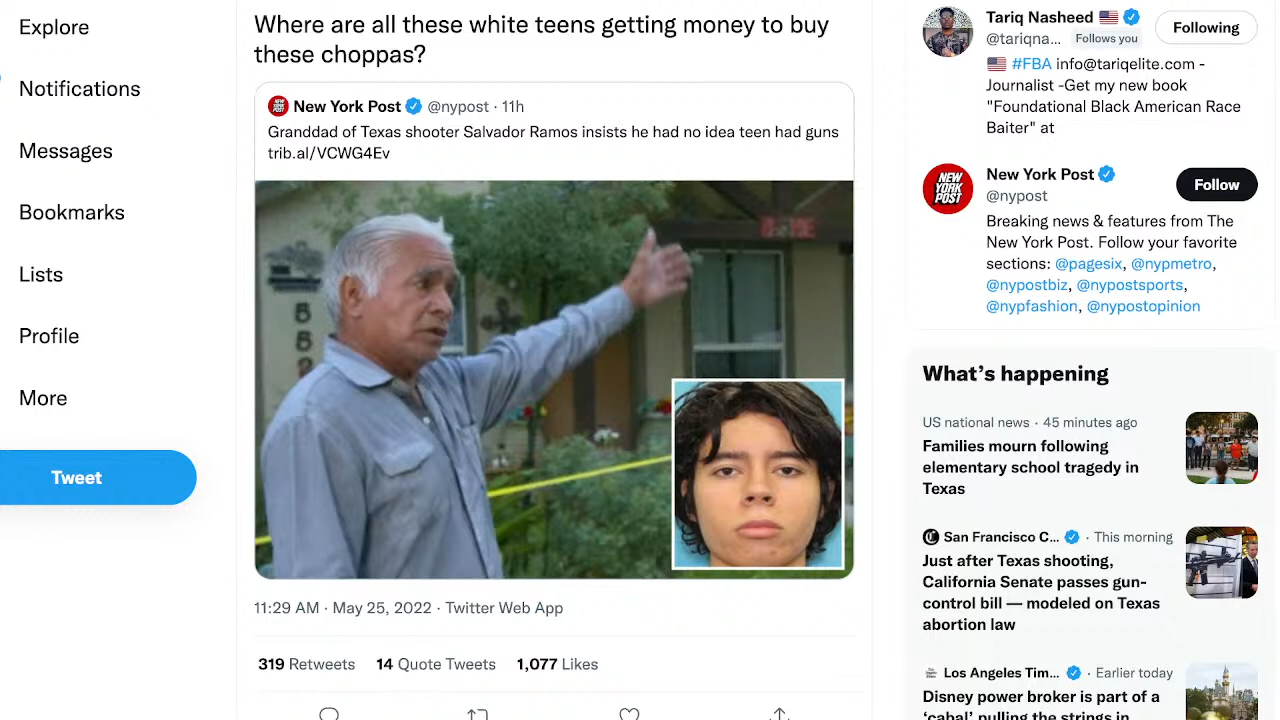 Explore
Notifications
Messages
Bookmarks
Lists
Profile
More
Tweet
Where are all these white teens getting money to buy
these choppas?
New York Post @nypost · 11h
Granddad of Texas shooter Salvador Ramos insists he had no idea teen had guns
trib.al/VCWG4Ev
5
5
2
11:29 AM · May 25, 2022 · Twitter Web App
319 Retweets 14 Quote Tweets 1,077 Likes
Tariq Nasheed
@tariqna... Follows you
Following
#FBA info@tariqelite.com -
Journalist -Get my new book
"Foundational Black American Race
Baiter" at
NEW
YORK
POST
New York Post
@nypost
Follow
Breaking news & features from The
New York Post. Follow your favorite
sections: @pagesix, @nypmetro,
@nypostbiz, @nypostsports,
@nypfashion, @nypostopinion
What's happening
US national news · 45 minutes ago
Families mourn following
elementary school tragedy in
Texas
San Francisco C... · This morning
Just after Texas shooting,
California Senate passes gun-
control bill — modeled on Texas
abortion law
Los Angeles Tim... · Earlier today
Disney power broker is part of a
'cabal' pulling the strings in